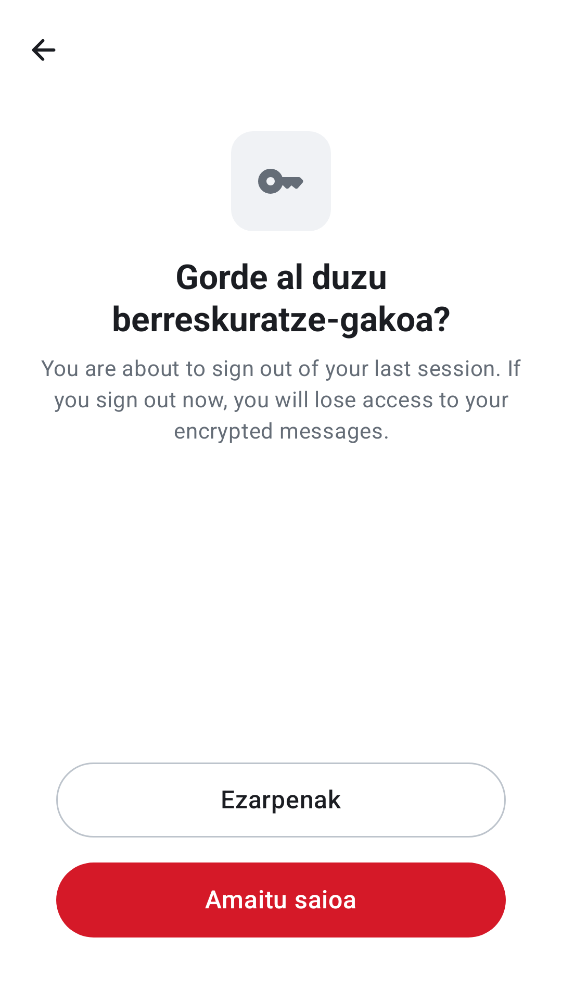 Gorde al duzu
berreskuratze-gakoa?
You are about to sign out of your last session. If
you sign out now, you will lose access to your
encrypted messages.
Ezarpenak
Amaitu saioa